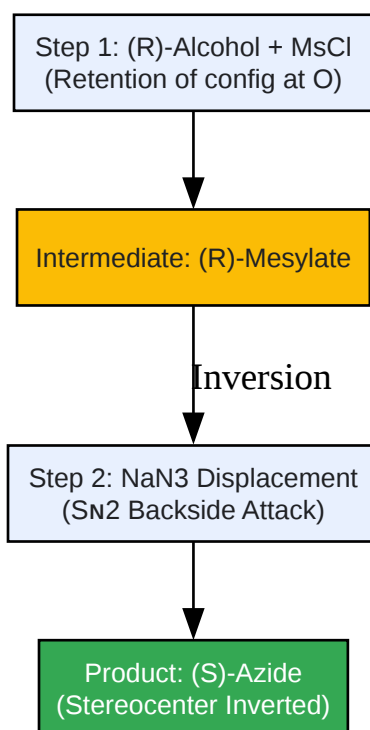 Step 1: (R)-Alcohol + MsCl
(Retention of config at O)
Intermediate: (R)-Mesylate
Inversion
Step 2: NaN3 Displacement
(Sɴ2 Backside Attack)
Product: (S)-Azide
(Stereocenter Inverted)